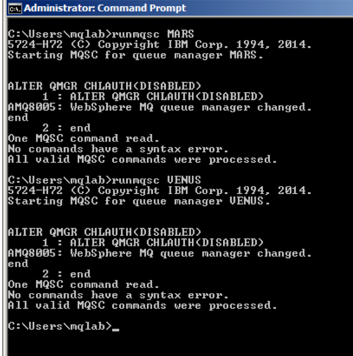 Administrator: Command Prompt
C:\Users\mqlab>runmqsc MARS
5724-H72 (C) Copyright IBM Corp. 1994, 2014.
Starting MQSC for queue manager MARS.
ALTER QMGR CHLAUTH(DISABLED)
1 : ALTER QMGR CHLAUTH(DISABLED)
AMQ8005: WebSphere MQ queue manager changed.
end
2 : end
One MQSC command read.
No commands have a syntax error.
All valid MQSC commands were processed.
C:\Users\mqlab>runmqsc VENUS
5724-H72 (C) Copyright IBM Corp. 1994, 2014.
Starting MQSC for queue manager VENUS.
ALTER QMGR CHLAUTH(DISABLED)
1 : ALTER QMGR CHLAUTH(DISABLED)
AMQ8005: WebSphere MQ queue manager changed.
end
2 : end
One MQSC command read.
No commands have a syntax error.
All valid MQSC commands were processed.
C:\Users\mqlab>_